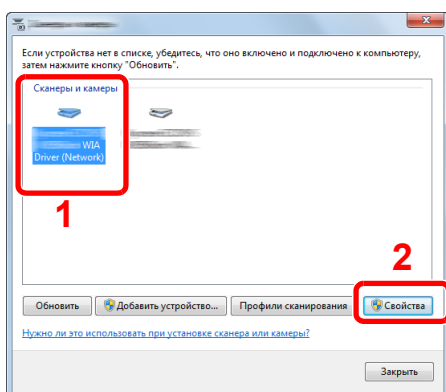 Если устройства нет в списке, убедитесь, что оно включено и подключено к компьютеру,
затем нажмите кнопку "Обновить".
Сканеры и камеры
WIA
Driver (Network)
1
2
Обновить Добавить устройство... Профили сканирования Свойства
Нужно ли это использовать при установке сканера или камеры?
Закрыть